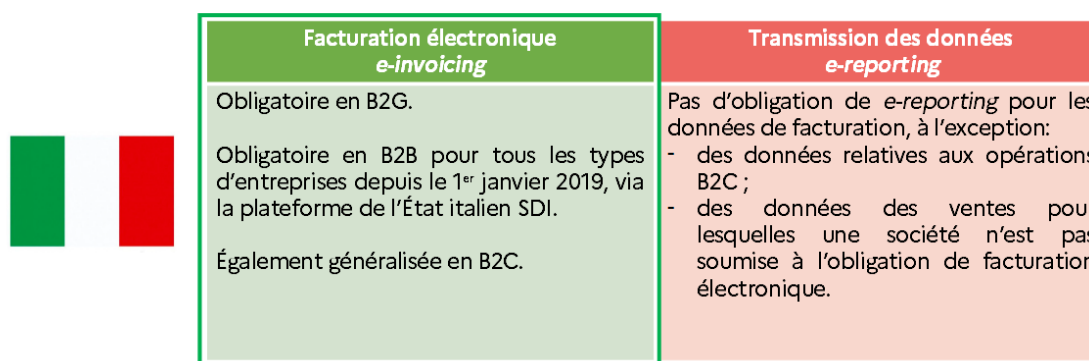 Facturation électronique
e-invoicing
Obligatoire en B2G.
Obligatoire en B2B pour tous les types
d'entreprises depuis le 1er janvier 2019, via
la plateforme de l'État italien SDI.
Également généralisée en B2C.
Transmission des données
e-reporting
Pas d'obligation de e-reporting pour les
données de facturation, à l'exception:
- des données relatives aux opérations
B2C ;
- des données des ventes pou
lesquelles une société n'est pas
soumise à l'obligation de facturation
électronique.